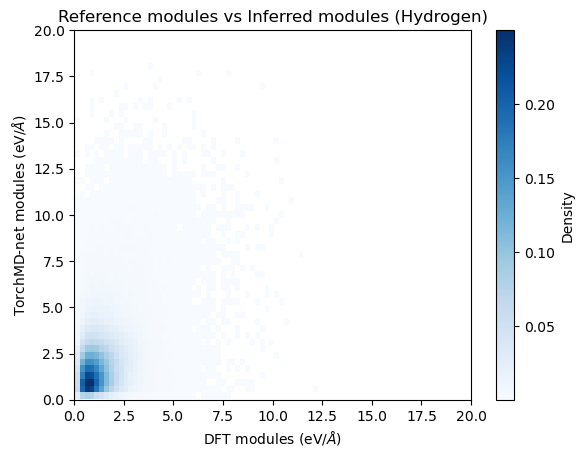 Reference modules vs Inferred modules (Hydrogen)
20.0
17.5
15.0
12.5
10.0
7.5
5.0
2.5
0.0
TorchMD-net modules (eV/Å)
0.0 2.5 5.0 7.5 10.0 12.5 15.0 17.5 20.0
DFT modules (eV/Å)
0.20
0.15
0.10
0.05
Density